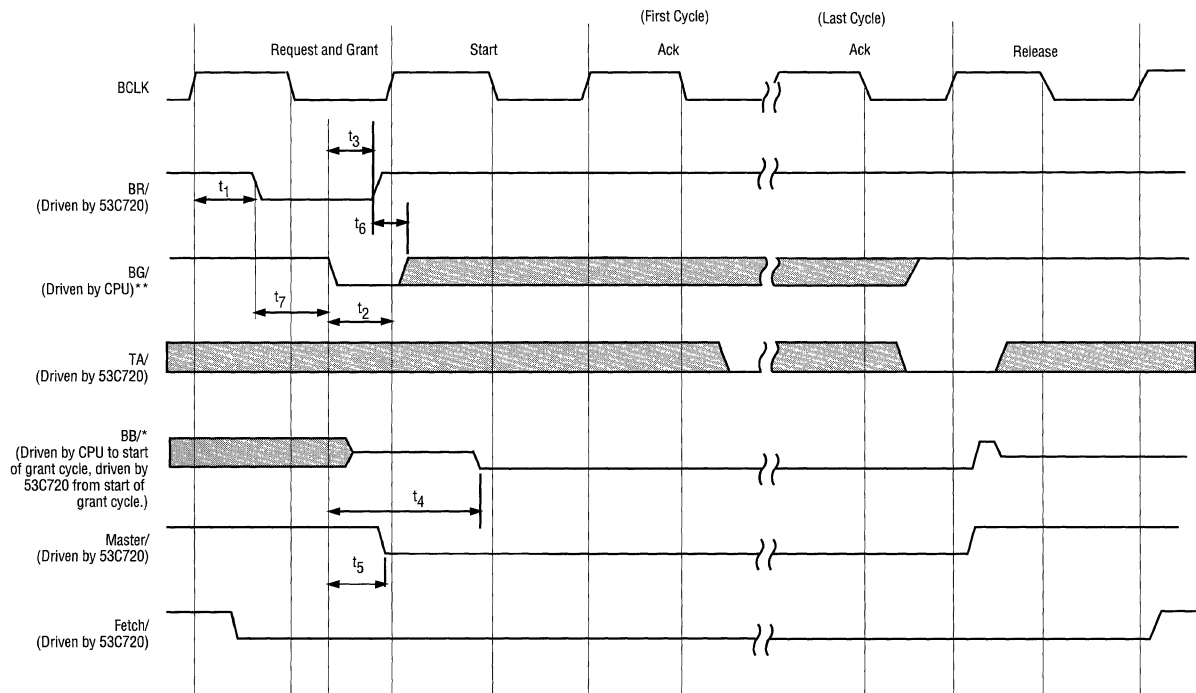 (First Cycle)
(Last Cycle)
Request and Grant
Start
Ack
Ack
Release
BCLK
t3
BR/
(Driven by 53C720)
t1
t6
BG/
(Driven by CPU)**
t7
t2
TA/
(Driven by 53C720)
BB/*
(Driven by CPU to start
of grant cycle, driven by
53C720 from start of
grant cycle.)
t4
Master/
(Driven by 53C720)
t5
Fetch/
(Driven by 53C720)